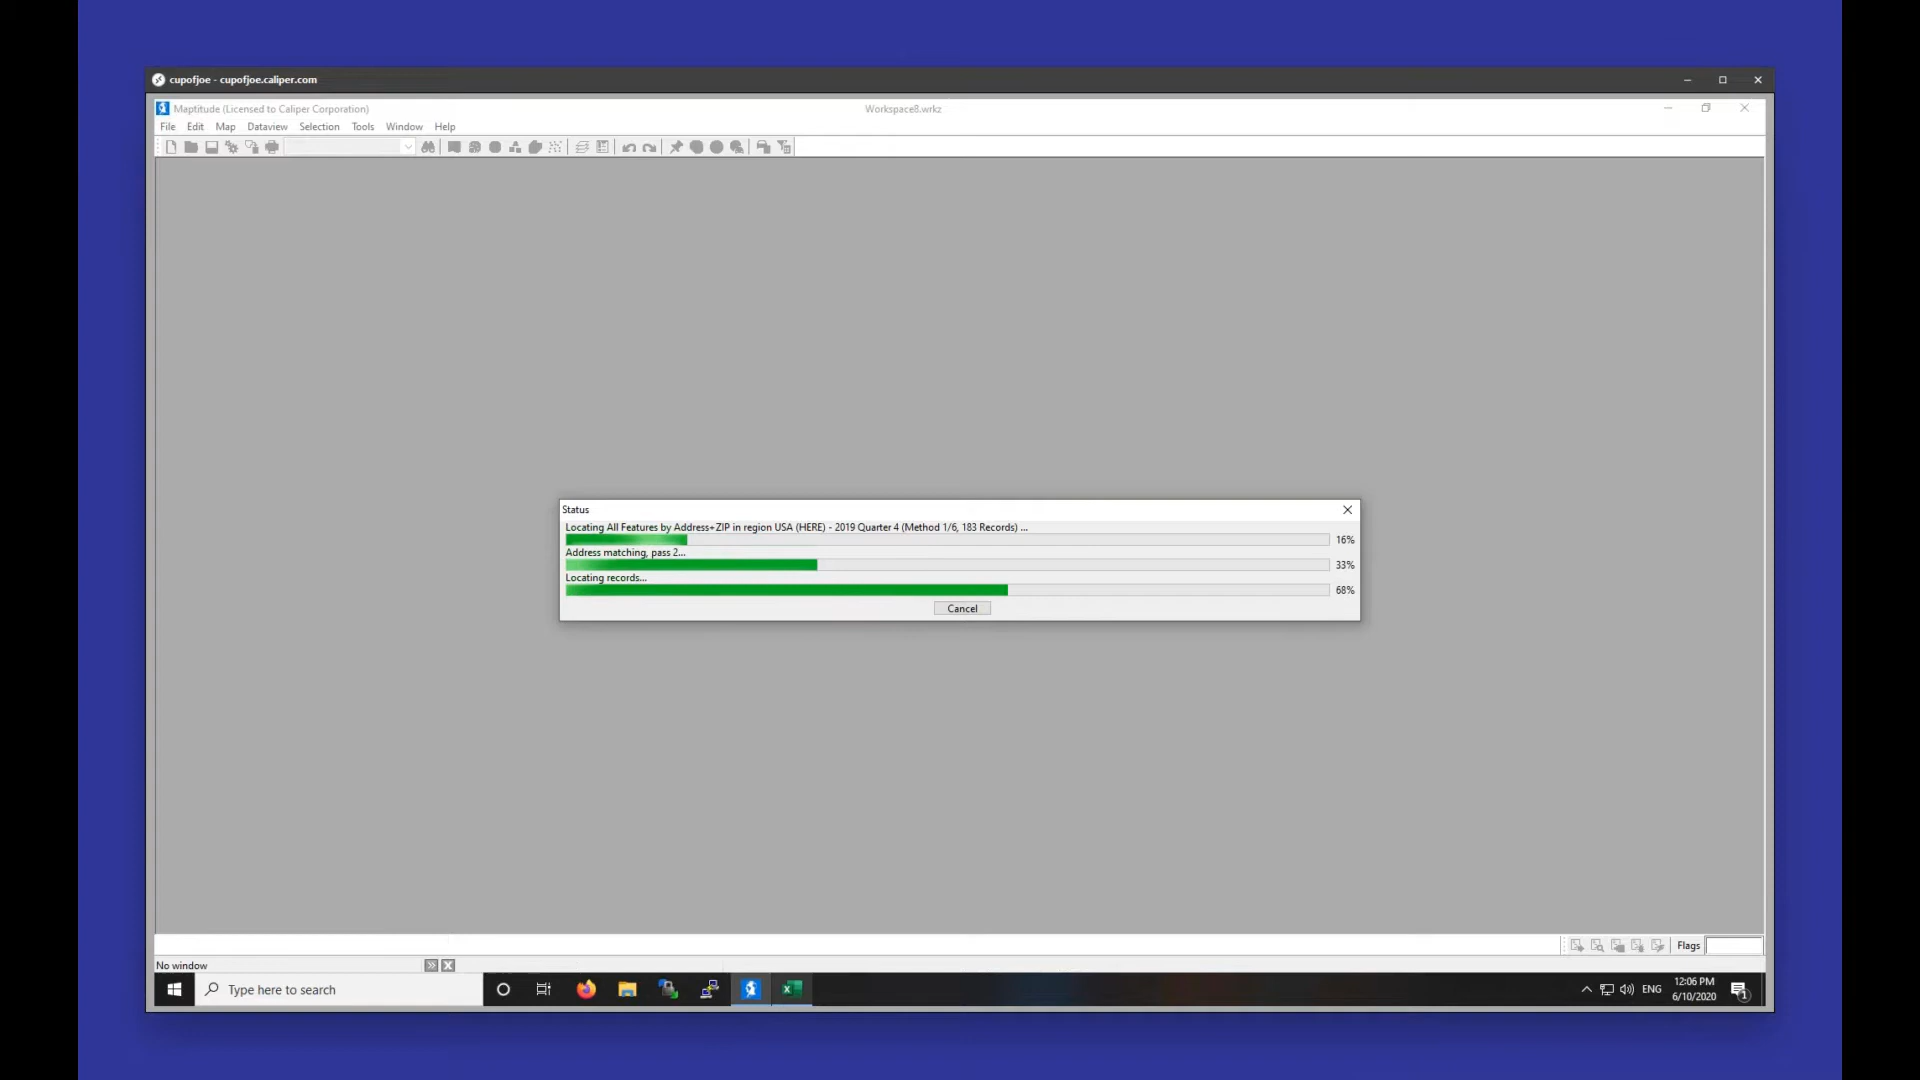 cupofjoe - cupofjoe.caliper.com
Maptitude (Licensed to Caliper Corporation)
Workspace8.wrkz
File Edit Map Dataview Selection Tools Window Help
Status
Locating All Features by Address+ZIP in region USA (HERE) - 2019 Quarter 4 (Method 1/6, 183 Records) ...
16%
Address matching, pass 2...
33%
Locating records...
68%
Cancel
Flags
No window
Type here to search
ENG
12:06 PM
6/10/2020
1